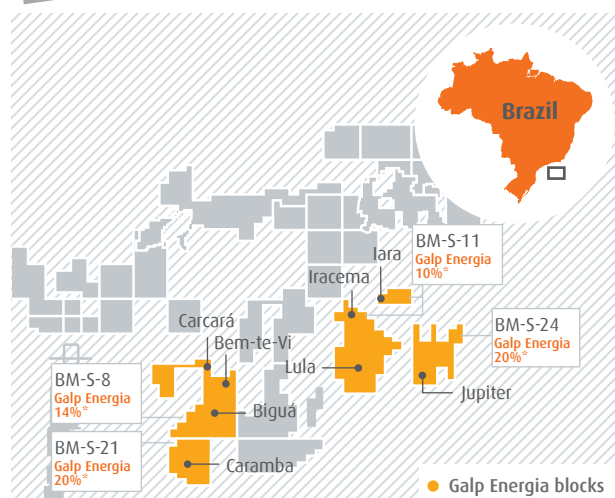 Brazil
BM-S-11
Galp Energia
10%*
Iara
Iracema
BM-S-24
Galp Energia
20%*
Carcará
Bem-te-Vi
Lula
BM-S-8
Galp Energia
14%*
Jupiter
Biguá
BM-S-21
Galp Energia
20%*
Caramba
Galp Energia blocks